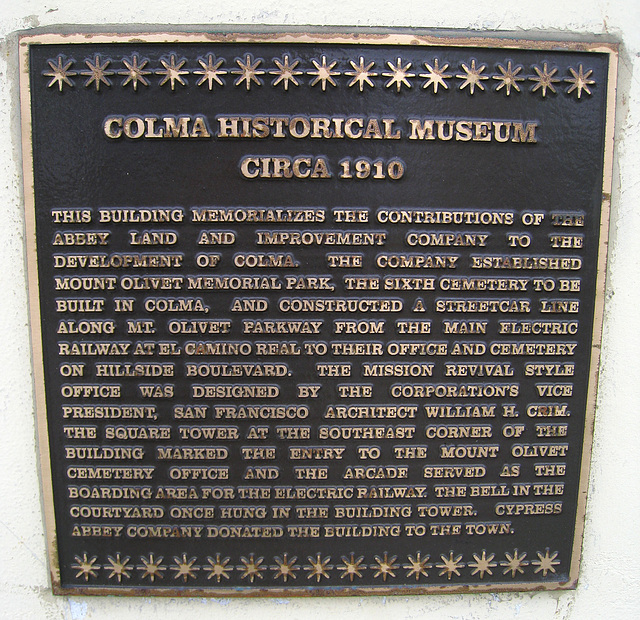 COLMA HISTORICAL MUSEUM
CIRCA 1910
THIS BUILDING MEMORIALIZES THE CONTRIBUTIONS OF THE
ABBEY LAND AND IMPROVEMENT COMPANY TO THE
DEVELOPMENT OF COLMA. THE COMPANY ESTABLISHED
MOUNT OLIVET MEMORIAL PARK, THE SIXTH CEMETERY TO BE
BUILT IN COLMA, AND CONSTRUCTED A STREETCAR LINE
ALONG MT. OLIVET PARKWAY FROM THE MAIN ELECTRIC
RAILWAY AT EL CAMINO REAL TO THEIR OFFICE AND CEMETERY
ON HILLSIDE BOULEVARD. THE MISSION REVIVAL STYLE
OFFICE WAS DESIGNED BY THE CORPORATION'S VICE
PRESIDENT, SAN FRANCISCO ARCHITECT WILLIAM H. CRIM.
THE SQUARE TOWER AT THE SOUTHEAST CORNER OF THE
BUILDING MARKED THE ENTRY TO THE MOUNT OLIVET
CEMETERY OFFICE AND THE ARCADE SERVED AS THE
BOARDING AREA FOR THE ELECTRIC RAILWAY. THE BELL IN THE
COURTYARD ONCE HUNG IN THE BUILDING TOWER. CYPRESS
ABBEY COMPANY DONATED THE BUILDING TO THE TOWN.